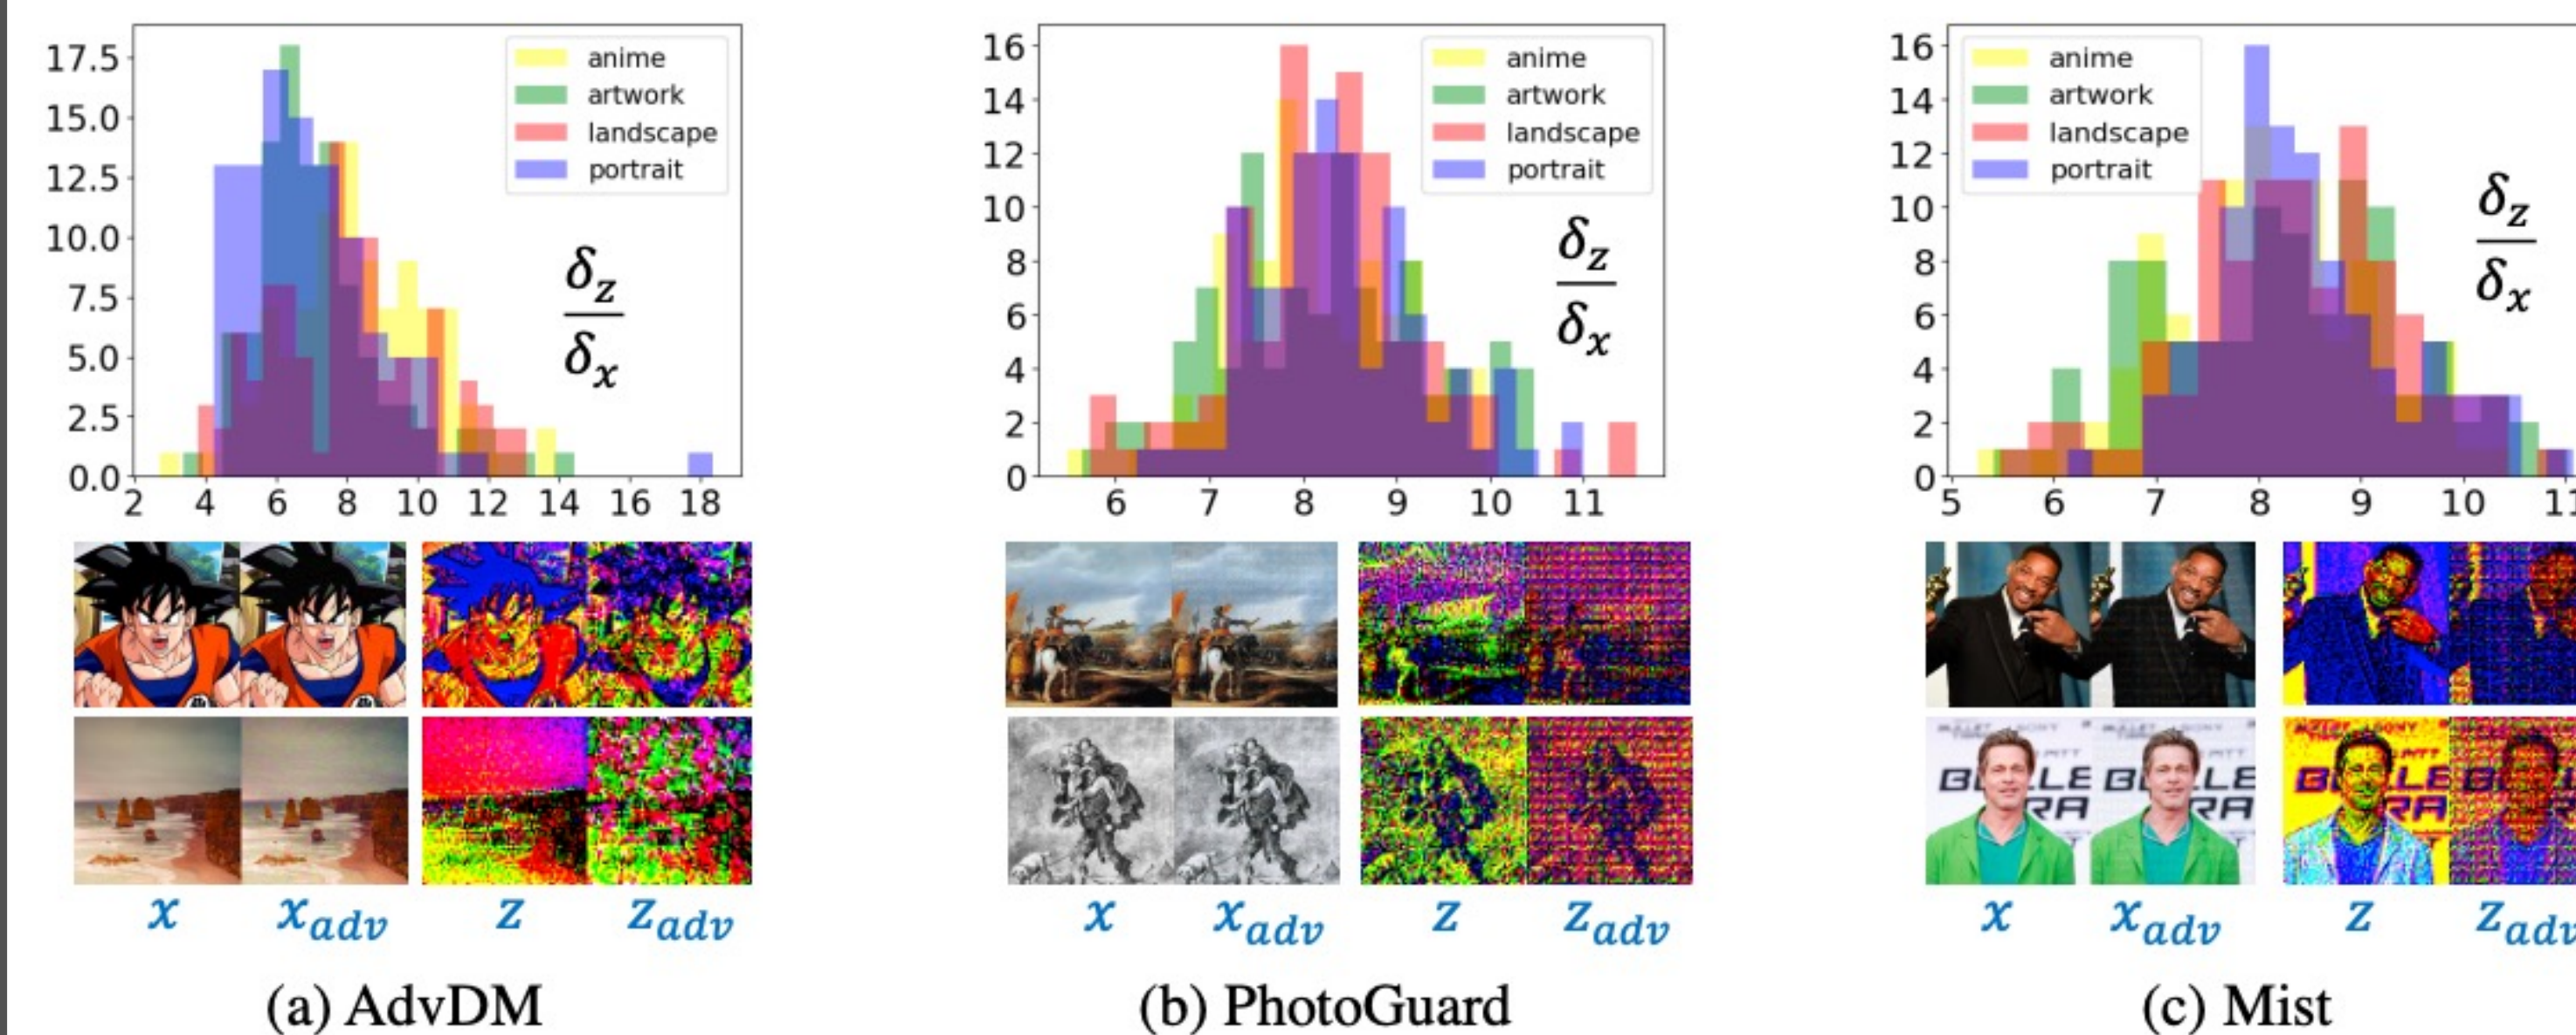 17.5
15.0
12.5
10.0
7.5
5.0
2.5
0.0
2 4 6 8 10 12 14 16 18
anime
artwork
landscape
portrait
δz
δx
x xadv z zadv
(a) AdvDM
16
14
12
10
8
6
4
2
0
6 7 8 9 10 11
anime
artwork
landscape
portrait
δz
δx
x xadv z zadv
(b) PhotoGuard
16
14
12
10
8
6
4
2
0
5 6 7 8 9 10 11
anime
artwork
landscape
portrait
δz
δx
x xadv z zadv
(c) Mist